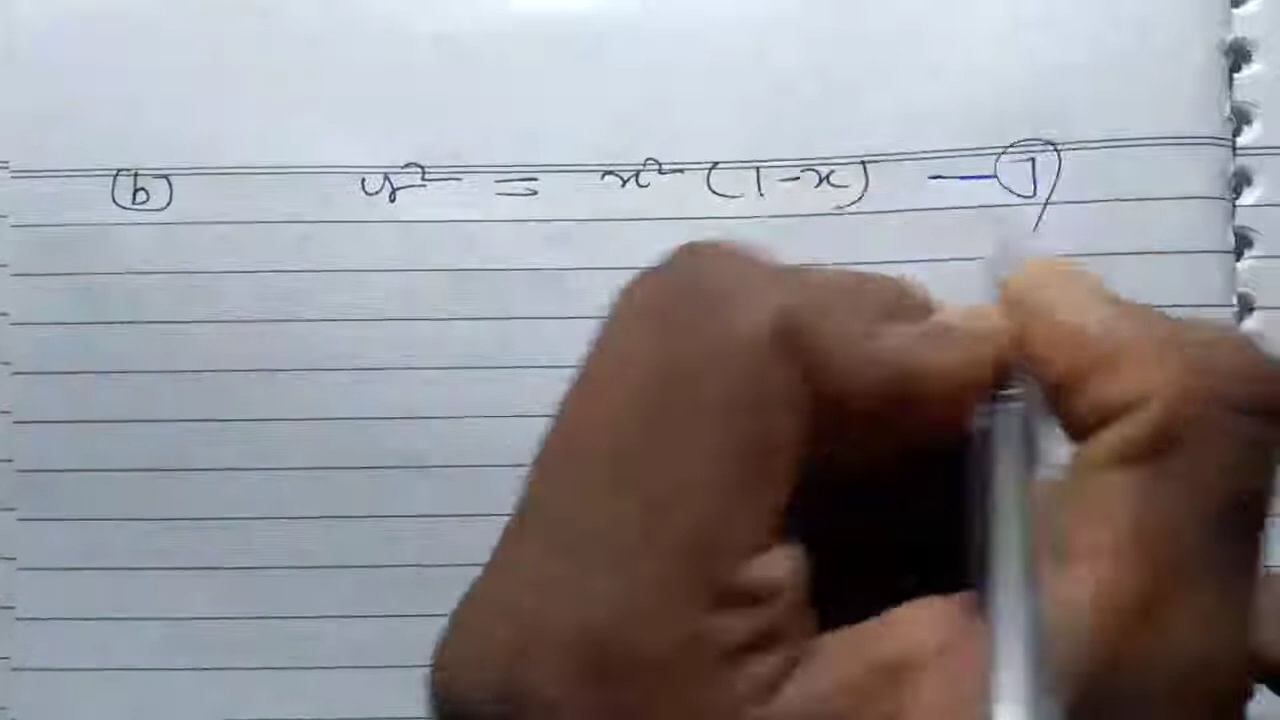 (b) y² = x² (1-x) —(1)